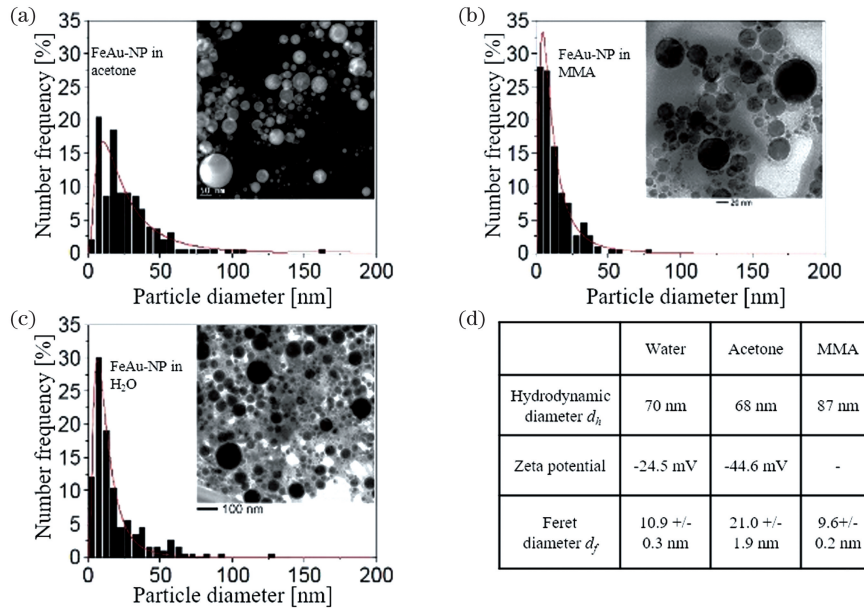 (a)
35
30
25
20
15
10
5
0
Number frequency [%]
FeAu-NP in
acetone
50 nm
0 50 100 150 200
Particle diameter [nm]
(b)
35
30
25
20
15
10
5
0
Number frequency [%]
FeAu-NP in
MMA
20 nm
0 50 100 150 200
Particle diameter [nm]
(c)
35
30
25
20
15
10
5
0
Number frequency [%]
FeAu-NP in
H₂O
100 nm
0 50 100 150 200
Particle diameter [nm]
(d)
Water Acetone MMA
Hydrodynamic
diameter dₕ
70 nm 68 nm 87 nm
Zeta potential -24.5 mV -44.6 mV -
Feret
diameter d_f
10.9 +/-
0.3 nm
21.0 +/-
1.9 nm
9.6+/-
0.2 nm